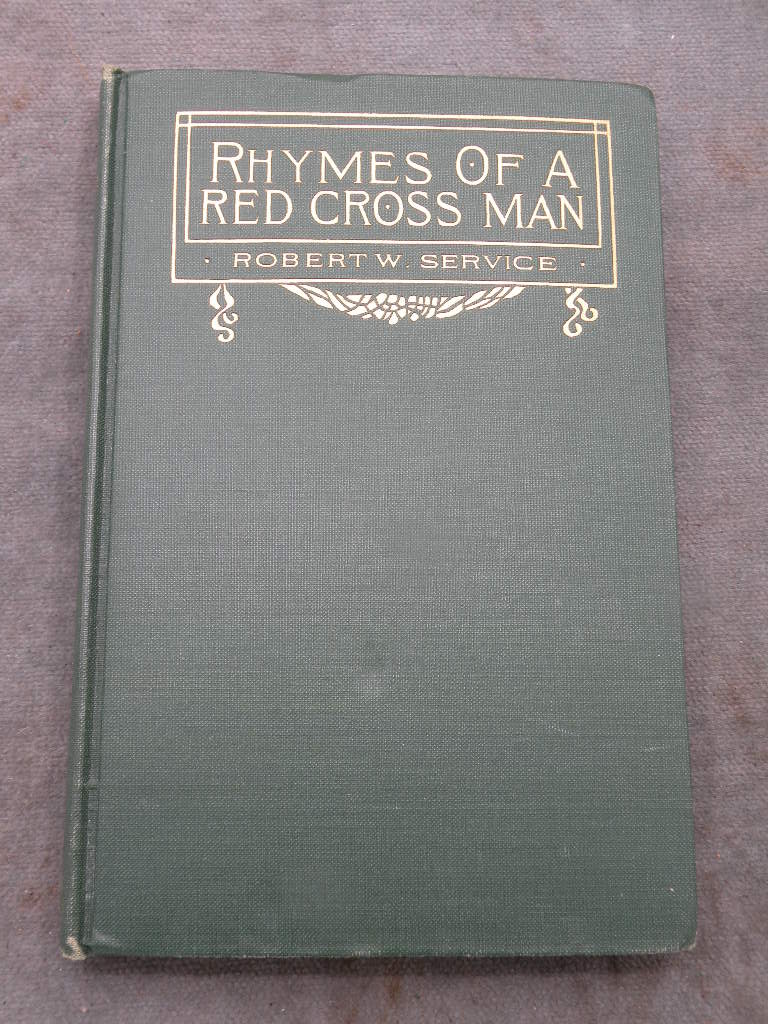 RHYMES OF A
RED CROSS MAN
· ROBERT W. SERVICE ·